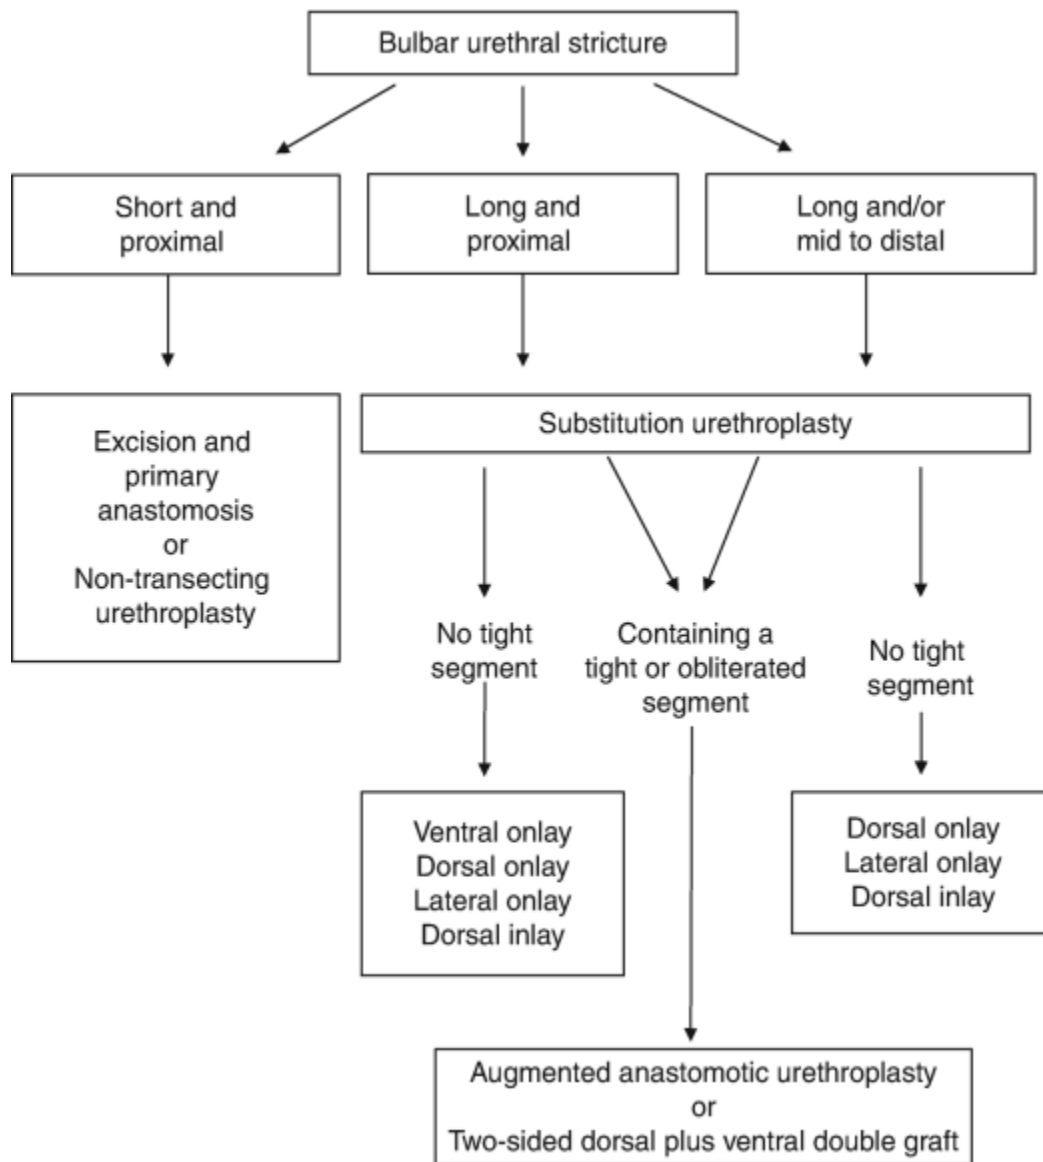 Bulbar urethral stricture
Short and
proximal
Long and
proximal
Long and/or
mid to distal
Excision and
primary
anastomosis
or
Non-transecting
urethroplasty
Substitution urethroplasty
No tight
segment
Containing a
tight or obliterated
segment
No tight
segment
Ventral onlay
Dorsal onlay
Lateral onlay
Dorsal inlay
Dorsal onlay
Lateral onlay
Dorsal inlay
Augmented anastomotic urethroplasty
or
Two-sided dorsal plus ventral double graft